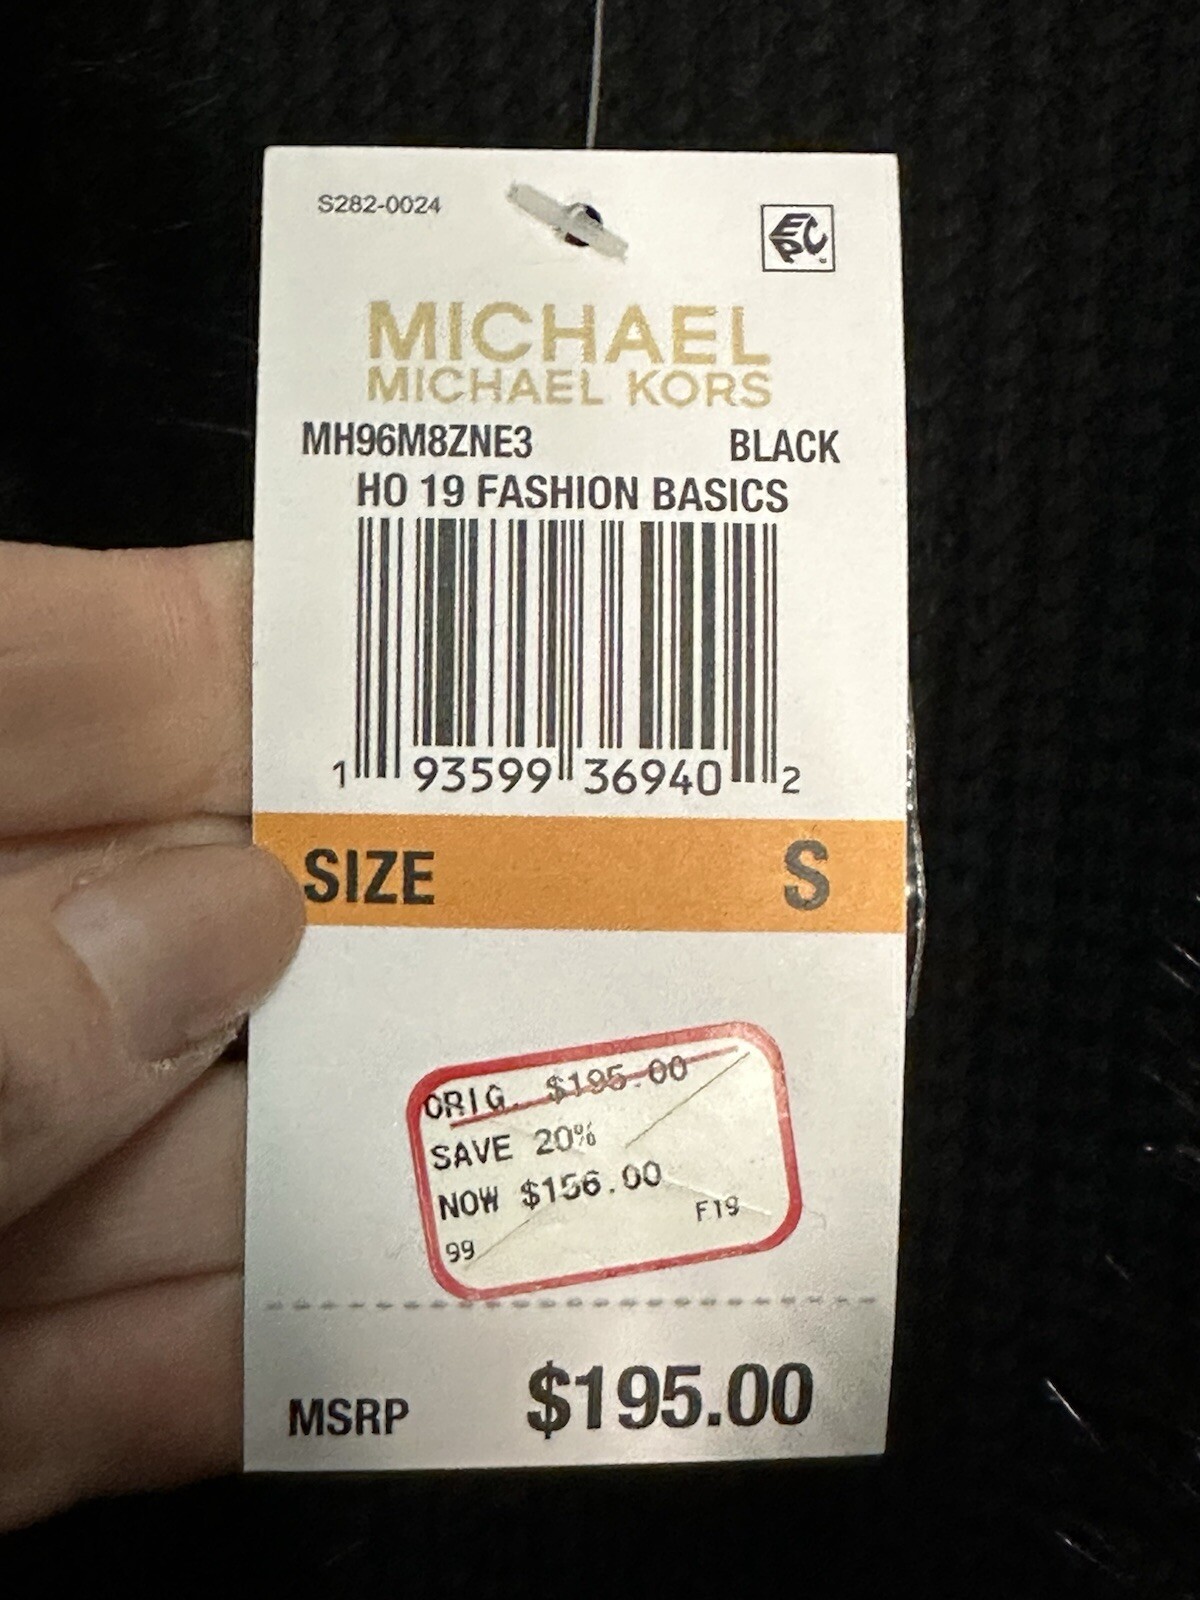 S282-0024
EPC
MICHAEL
MICHAEL KORS
MH96M8ZNE3 BLACK
HO 19 FASHION BASICS
1 93599 36940 2
SIZE S
ORIG. $195.00
SAVE 20%
NOW $156.00
F19
99
MSRP $195.00